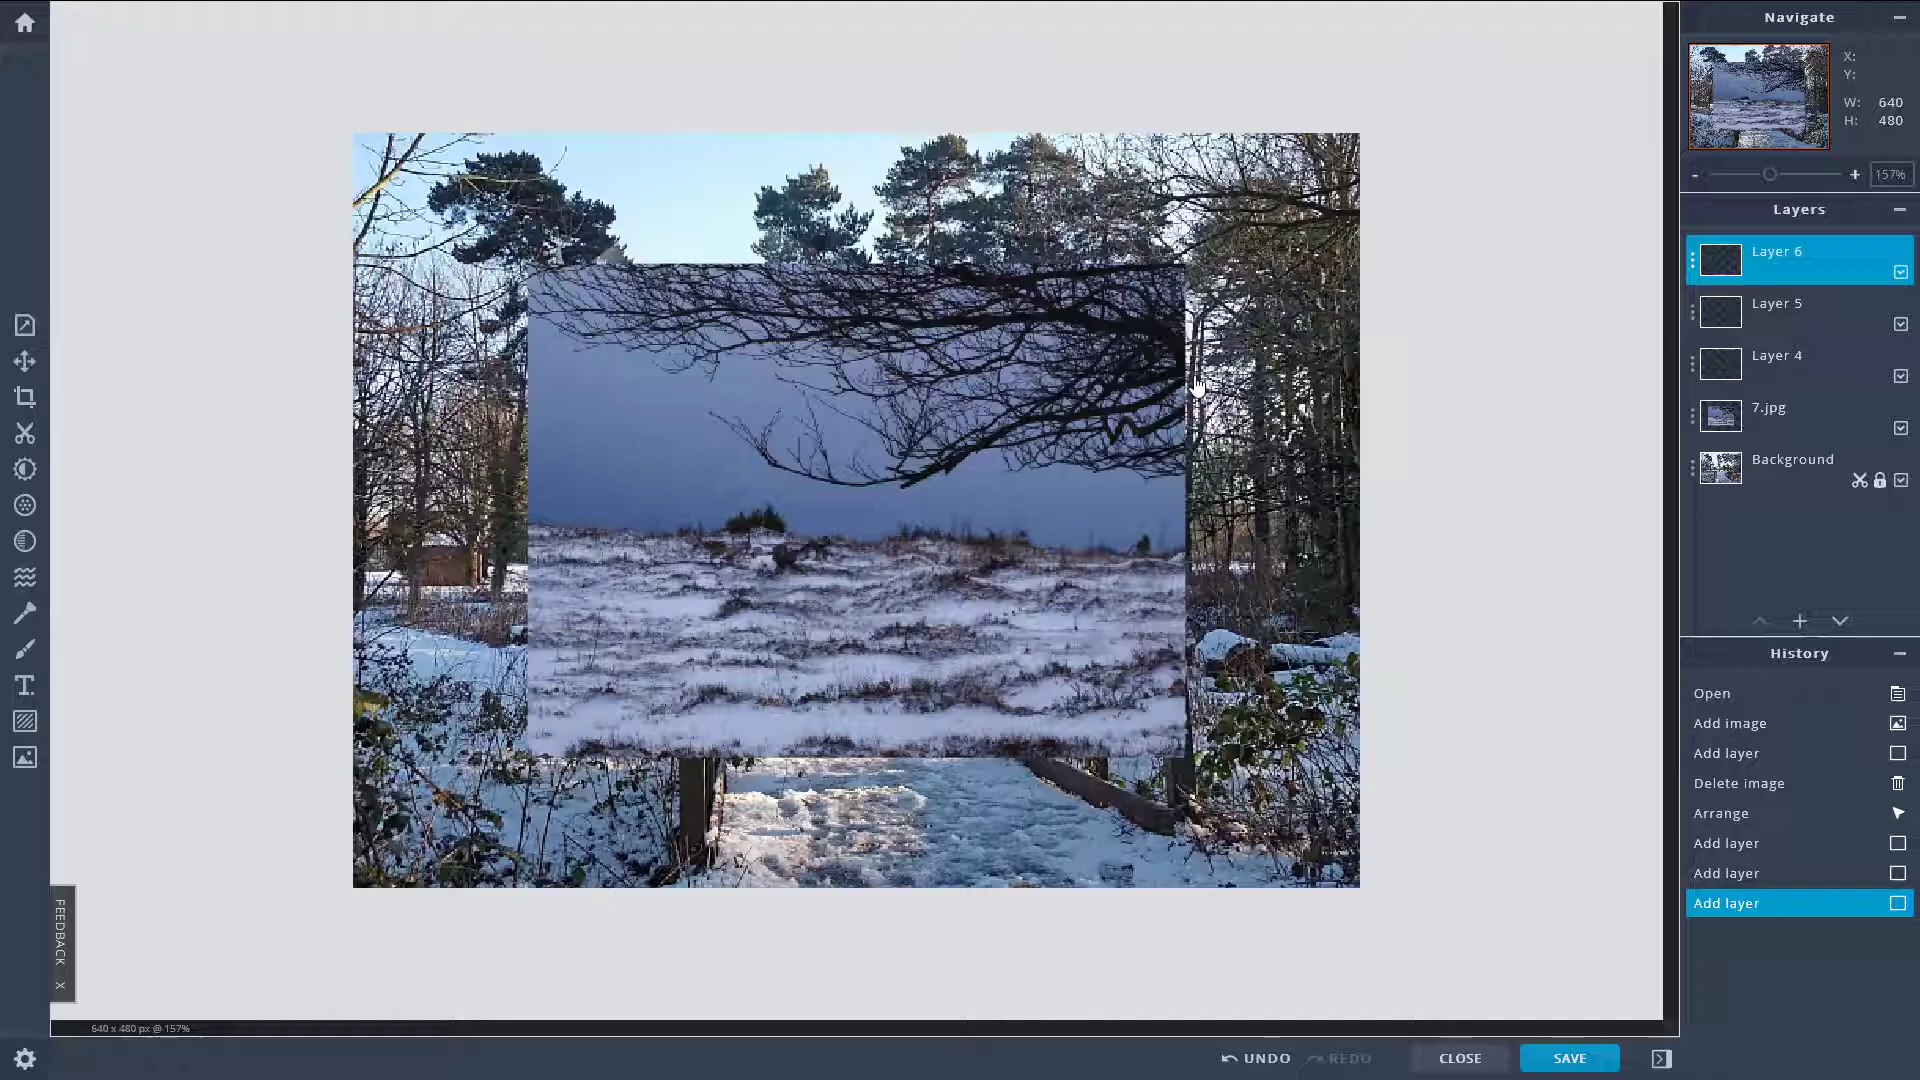 Navigate
X:
Y:
W: 640
H: 480
- + 157%
Layers
Layer 6
Layer 5
Layer 4
7.jpg
Background
History
Open
Add image
Add layer
Delete image
Arrange
Add layer
Add layer
Add layer
FEEDBACK X
640 x 480 px @ 157%
UNDO REDO CLOSE SAVE